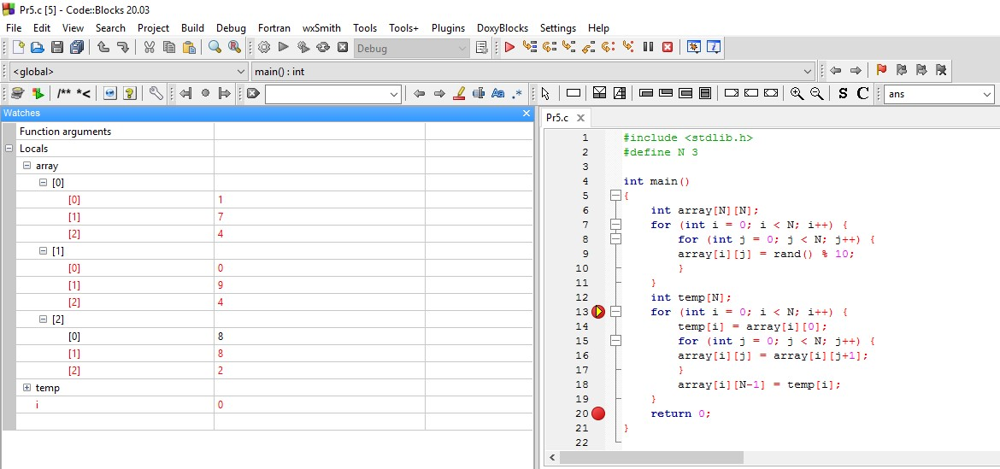 Pr5.c [5] - Code::Blocks 20.03
File Edit View Search Project Build Debug Fortran wxSmith Tools Tools+ Plugins DoxyBlocks Settings Help
Debug
<global> main() : int
/** *< Aa .* S C ans
Watches
Function arguments
Locals
array
[0]
[0] 1
[1] 7
[2] 4
[1]
[0] 0
[1] 9
[2] 4
[2]
[0] 8
[1] 8
[2] 2
temp
i 0
Pr5.c
1 #include <stdlib.h>
2 #define N 3
3
4 int main()
5 {
6 int array[N][N];
7 for (int i = 0; i < N; i++) {
8 for (int j = 0; j < N; j++) {
9 array[i][j] = rand() % 10;
10 }
11 }
12 int temp[N];
13 for (int i = 0; i < N; i++) {
14 temp[i] = array[i][0];
15 for (int j = 0; j < N; j++) {
16 array[i][j] = array[i][j+1];
17 }
18 array[i][N-1] = temp[i];
19 }
20 return 0;
21 }
22